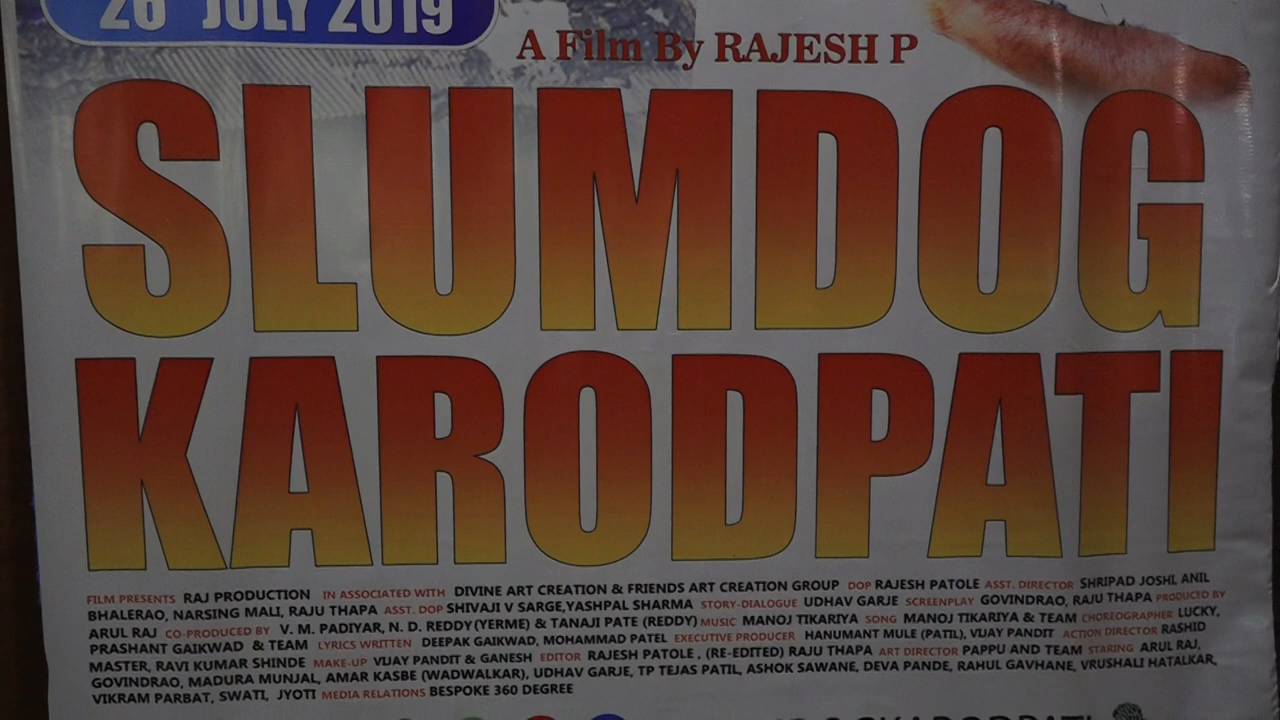 26 JULY 2019
A Film By RAJESH P
SLUMDOG
KARODPATI
FILM PRESENTS RAJ PRODUCTION IN ASSOCIATED WITH DIVINE ART CREATION & FRIENDS ART CREATION GROUP DOP RAJESH PATOLE ASST. DIRECTOR SHRIPAD JOSHI, ANIL
BHALERAO, NARSING MALI, RAJU THAPA ASST. DOP SHIVAJI V SARGE,YASHPAL SHARMA STORY-DIALOGUE UDHAV GARJE SCREENPLAY GOVINDRAO, RAJU THAPA PRODUCED BY
ARUL RAJ CO-PRODUCED BY V. M. PADIYAR, N. D. REDDY(YERME) & TANAJI PATE (REDDY) MUSIC MANOJ TIKARIYA SONG MANOJ TIKARIYA & TEAM CHOREOGRAPHER LUCKY,
PRASHANT GAIKWAD & TEAM LYRICS WRITTEN DEEPAK GAIKWAD, MOHAMMAD PATEL EXECUTIVE PRODUCER HANUMANT MULE (PATIL), VIJAY PANDIT ACTION DIRECTOR RASHID
MASTER, RAVI KUMAR SHINDE MAKE-UP VIJAY PANDIT & GANESH EDITOR RAJESH PATOLE , (RE-EDITED) RAJU THAPA ART DIRECTOR PAPPU AND TEAM STARING ARUL RAJ,
GOVINDRAO, MADURA MUNJAL, AMAR KASBE (WADWALKAR), UDHAV GARJE, TP TEJAS PATIL, ASHOK SAWANE, DEVA PANDE, RAHUL GAVHANE, VRUSHALI HATALKAR,
VIKRAM PARBAT, SWATI, JYOTI MEDIA RELATIONS BESPOKE 360 DEGREE